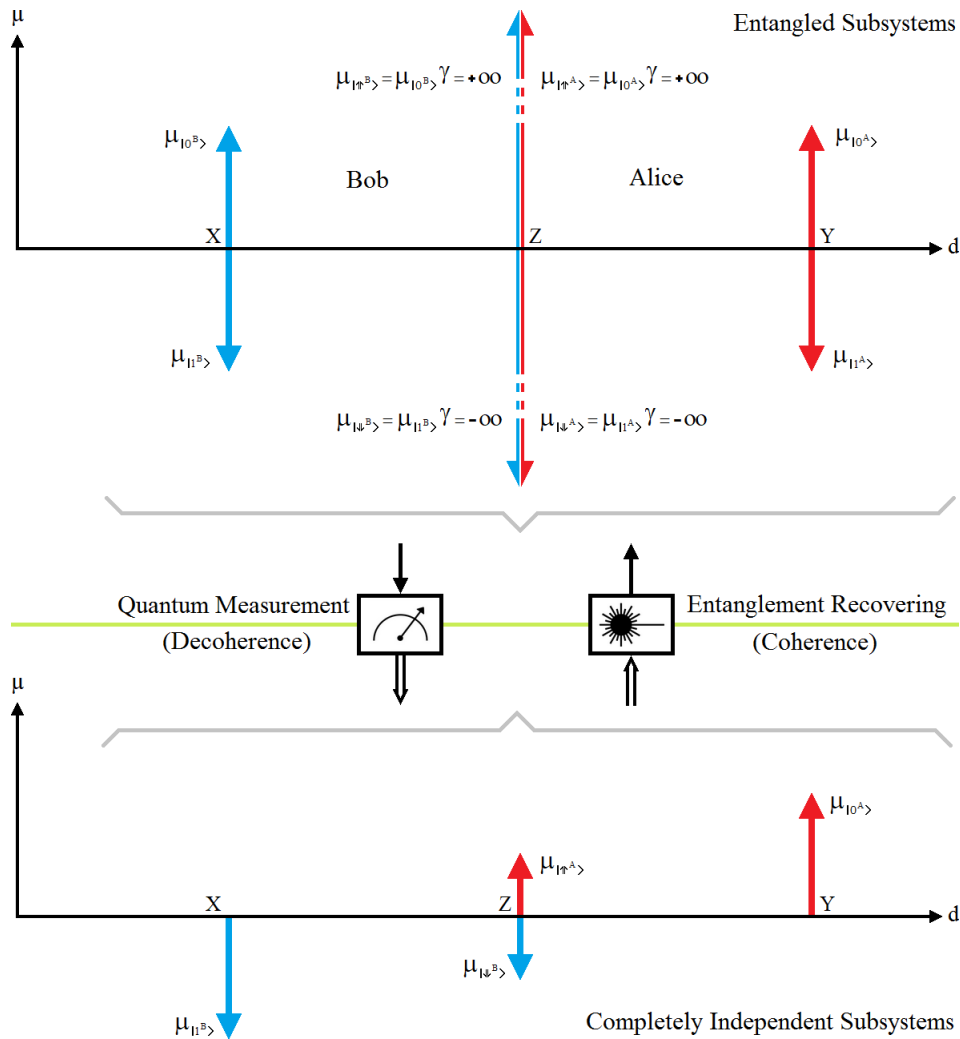 μ
Entangled Subsystems
μ|↑ᴮ⟩ = μ|0ᴮ⟩ γ = +∞
μ|↑ᴬ⟩ = μ|0ᴬ⟩ γ = +∞
μ|0ᴮ⟩
μ|0ᴬ⟩
Bob
Alice
X
Z
Y
d
μ|1ᴮ⟩
μ|1ᴬ⟩
μ|↓ᴮ⟩ = μ|1ᴮ⟩ γ = -∞
μ|↓ᴬ⟩ = μ|1ᴬ⟩ γ = -∞
Quantum Measurement
(Decoherence)
Entanglement Recovering
(Coherence)
μ
μ|0ᴬ⟩
μ|↑ᴬ⟩
X
Z
Y
d
μ|↓ᴮ⟩
μ|1ᴮ⟩
Completely Independent Subsystems